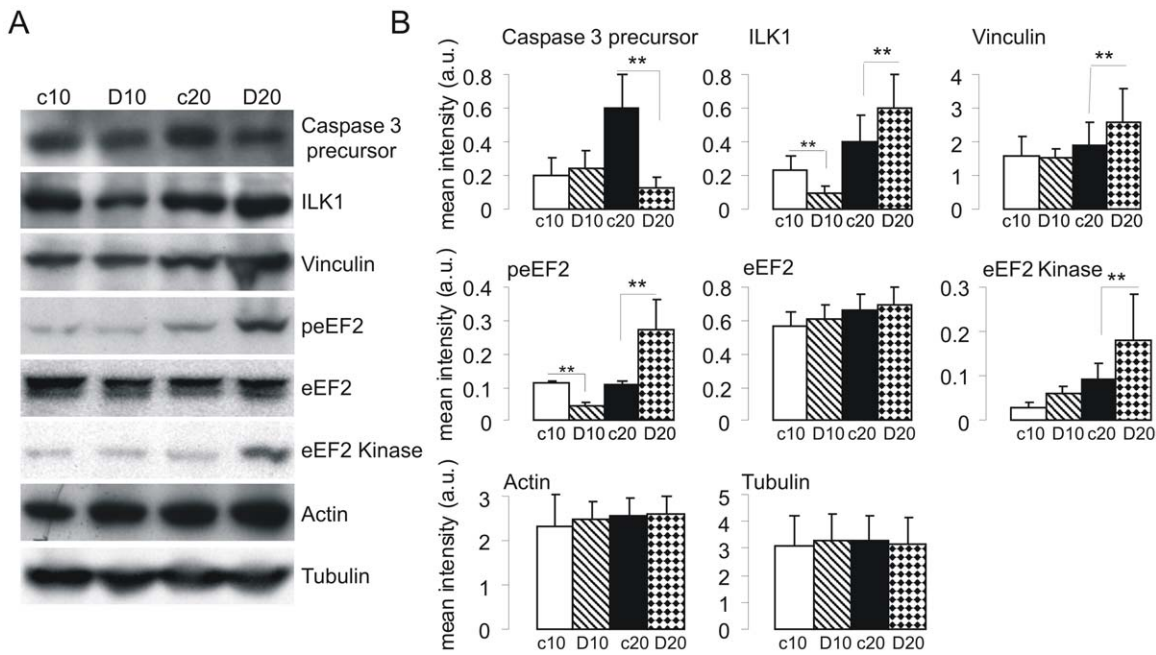 A
c10 D10 c20 D20
Caspase 3
precursor
ILK1
Vinculin
peEF2
eEF2
eEF2 Kinase
Actin
Tubulin
B
Caspase 3 precursor
mean intensity (a.u.)
0.8
0.6
0.4
0.2
0
**
c10 D10 c20 D20
ILK1
0.8
0.6
0.4
0.2
0
**
**
c10 D10 c20 D20
Vinculin
4
3
2
1
0
**
c10 D10 c20 D20
peEF2
mean intensity (a.u.)
0.4
0.3
0.2
0.1
0
**
**
c10 D10 c20 D20
eEF2
0.8
0.6
0.4
0.2
0
c10 D10 c20 D20
eEF2 Kinase
0.3
0.2
0.1
0
**
c10 D10 c20 D20
Actin
mean intensity (a.u.)
3
2
1
0
c10 D10 c20 D20
Tubulin
5
4
3
2
1
0
c10 D10 c20 D20